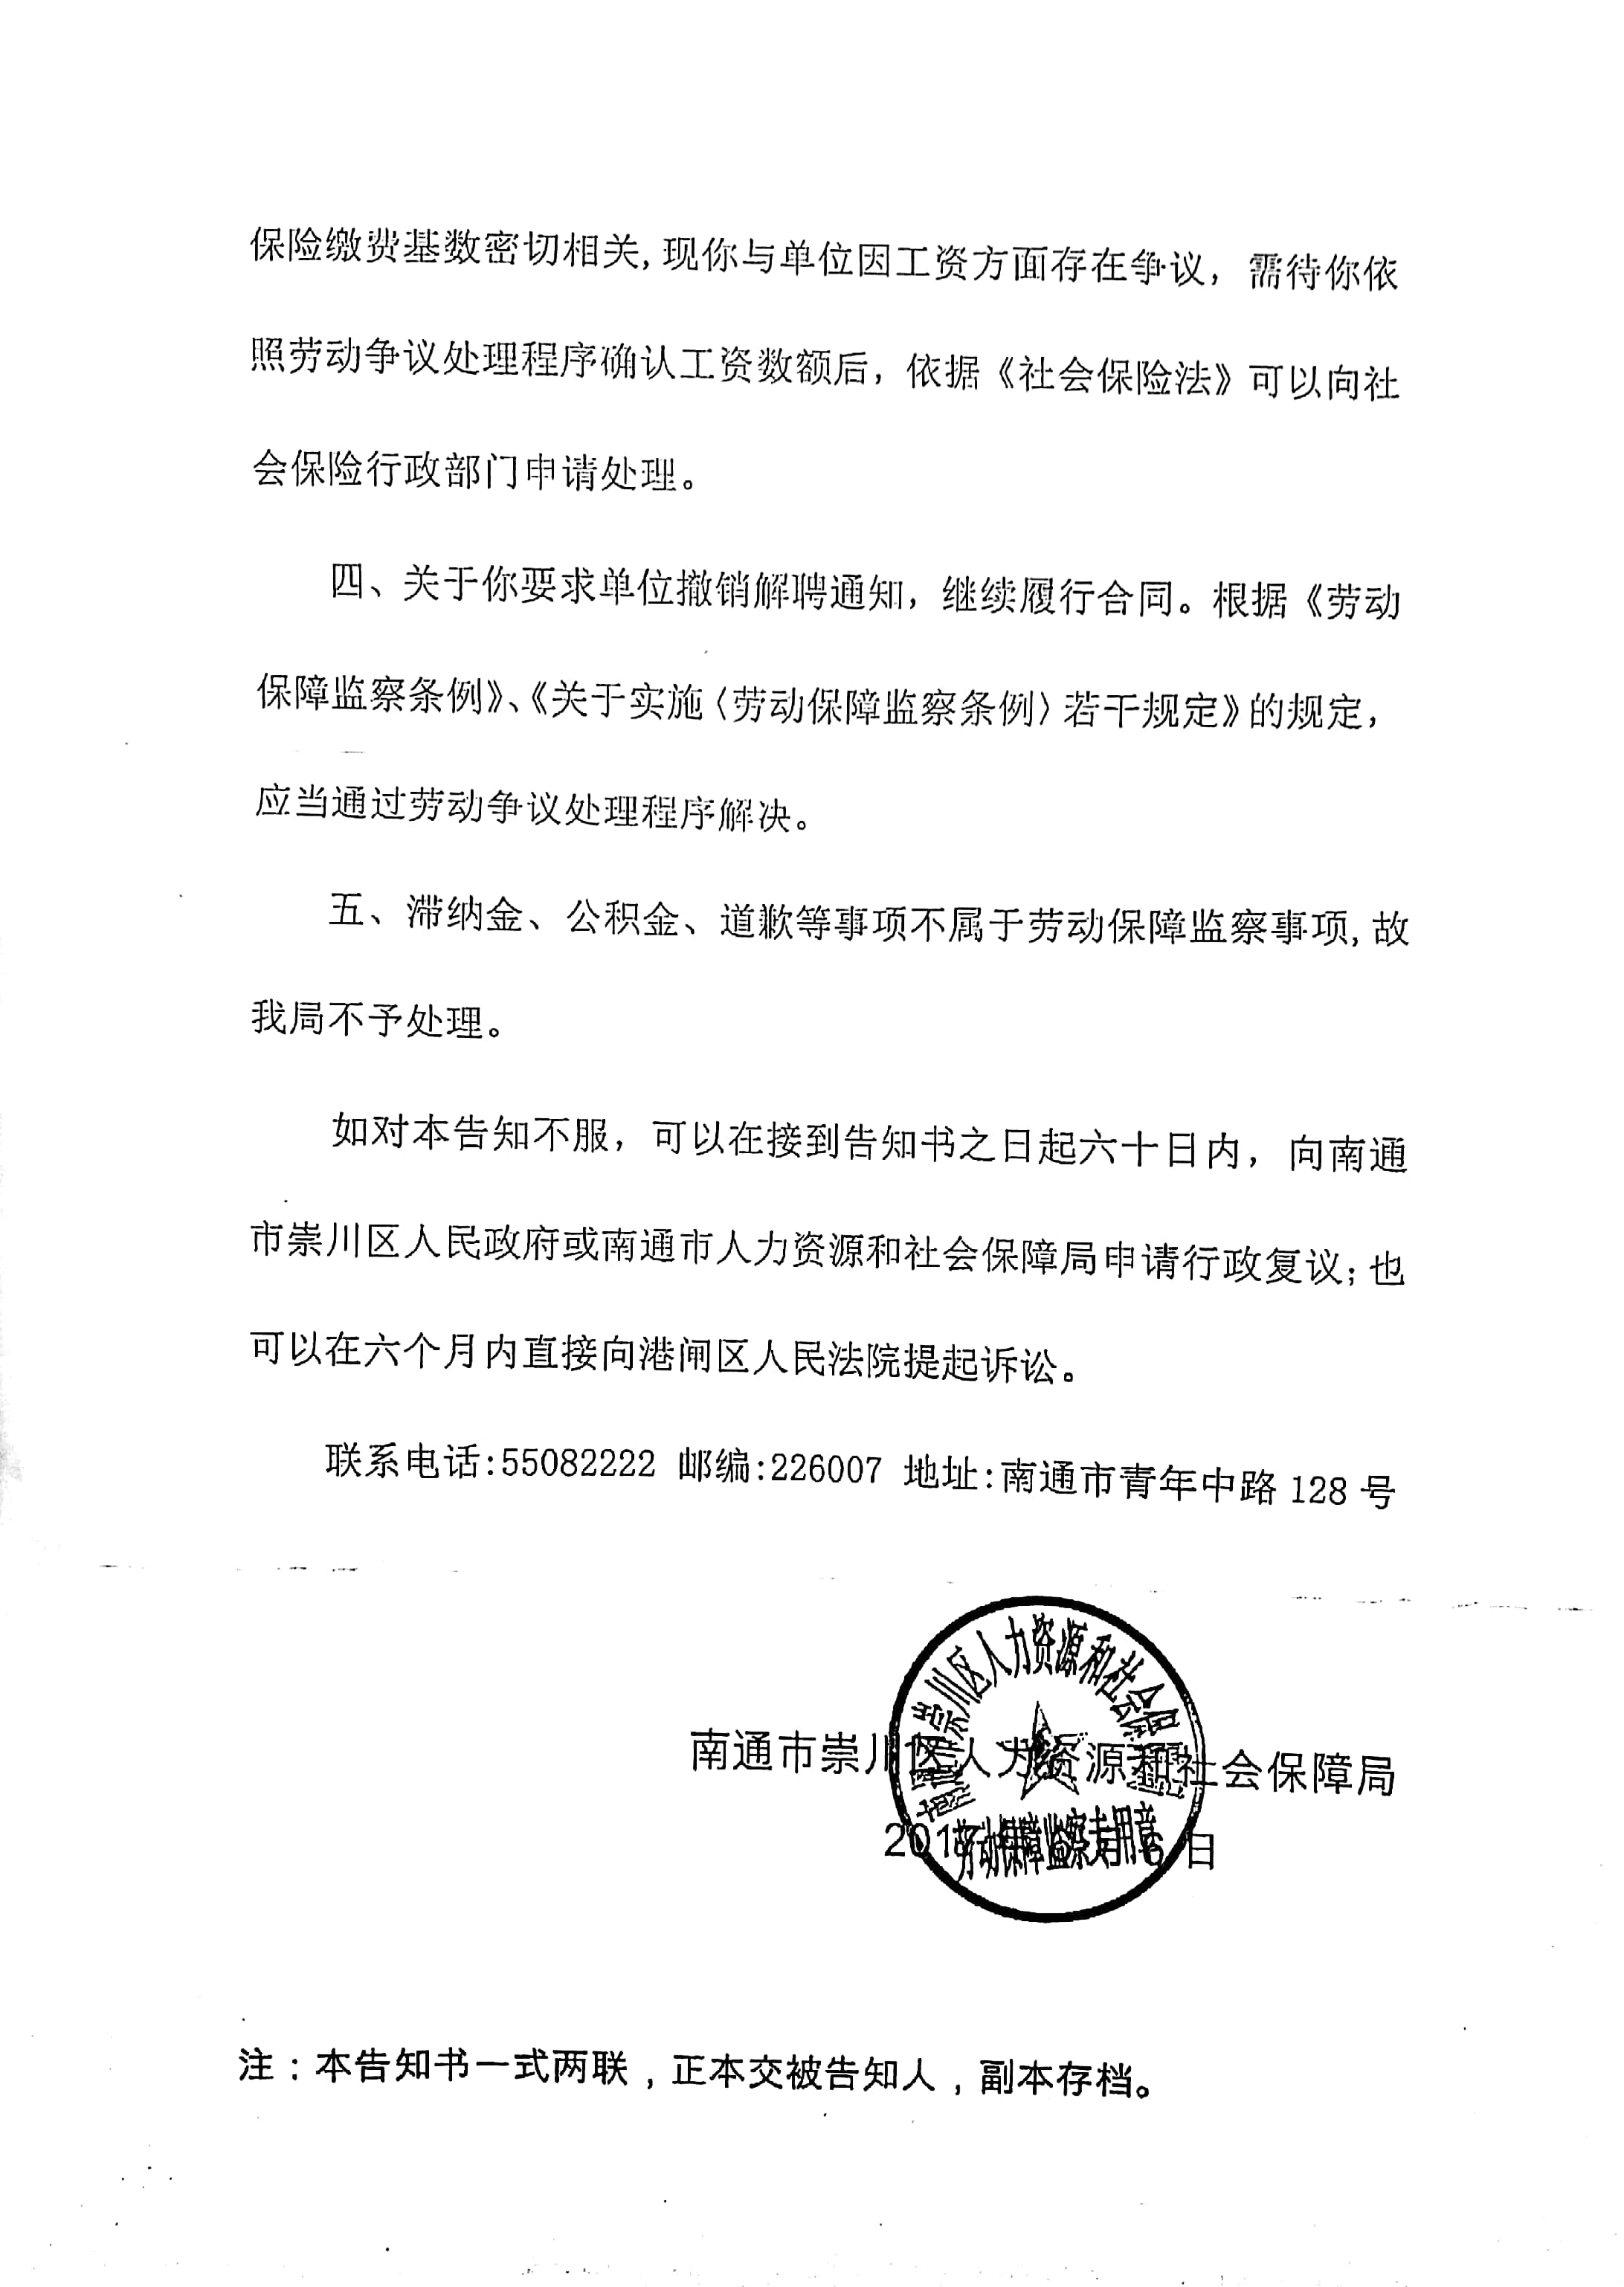 保险缴费基数密切相关,现你与单位因工资方面存在争议，需待你依
照劳动争议处理程序确认工资数额后，依据《社会保险法》可以向社
会保险行政部门申请处理。
四、关于你要求单位撤销解聘通知，继续履行合同。根据《劳动
保障监察条例》、《关于实施〈劳动保障监察条例〉若干规定》的规定，
应当通过劳动争议处理程序解决。
五、滞纳金、公积金、道歉等事项不属于劳动保障监察事项,故
我局不予处理。
如对本告知不服，可以在接到告知书之日起六十日内，向南通
市崇川区人民政府或南通市人力资源和社会保障局申请行政复议;也
可以在六个月内直接向港闸区人民法院提起诉讼。
联系电话:55082222 邮编:226007 地址:南通市青年中路 128 号
南通市崇川区人力资源和社会保障局
劳动保障监察专用章
南通市崇川区人力资源和社会保障局
日
注：本告知书一式两联，正本交被告知人，副本存档。